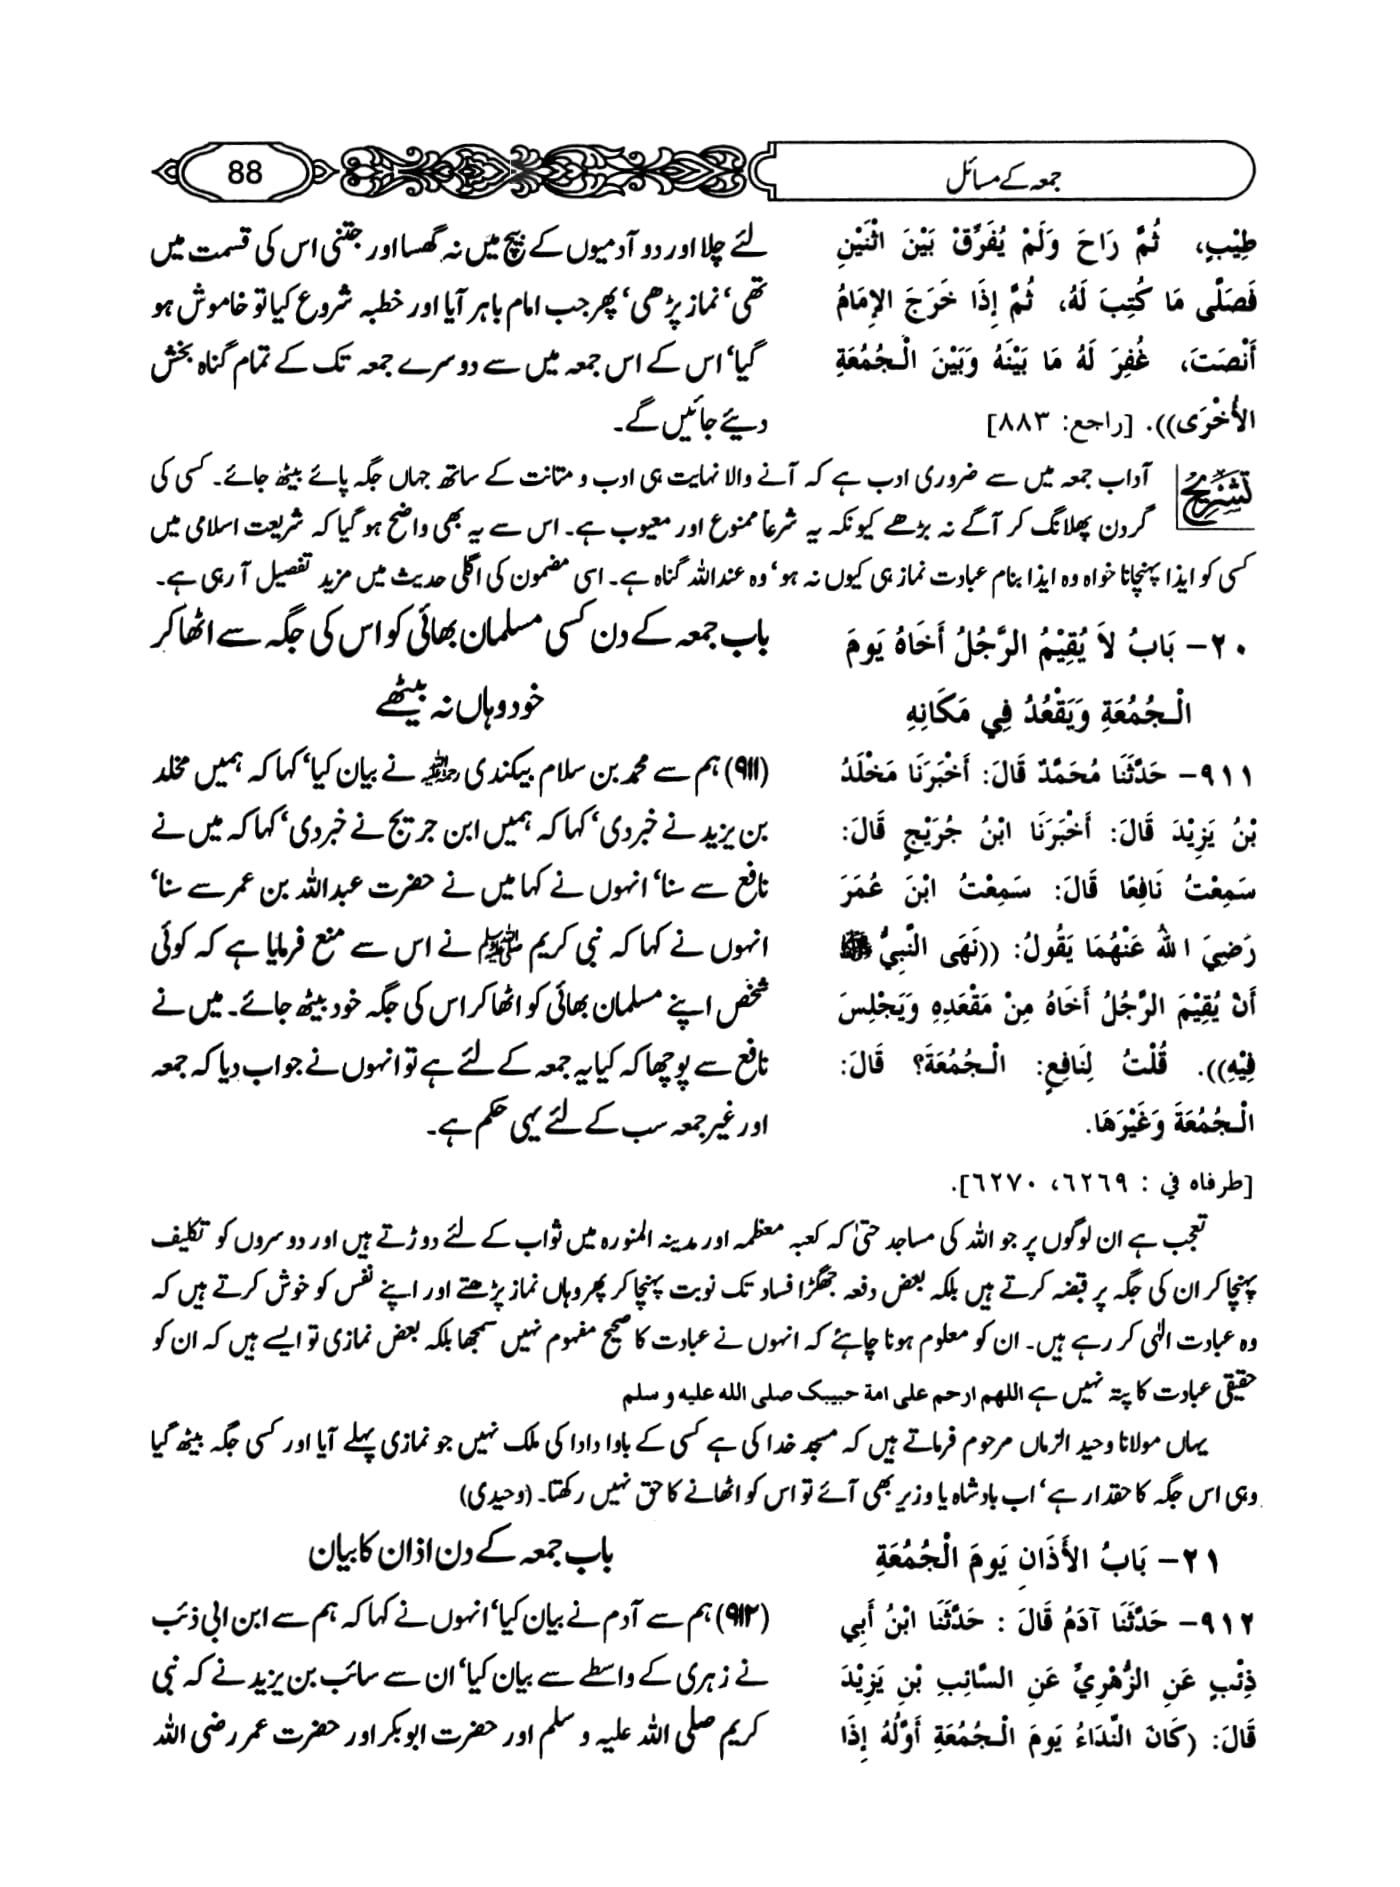 جمعہ کے مسائل
88
طِيْبٍ، ثُمَّ رَاحَ وَلَمْ يُفَرِّقْ بَيْنَ اثْنَيْنِ
فَصَلَّى مَا كُتِبَ لَهُ، ثُمَّ إِذَا خَرَجَ الإِمَامُ
أَنْصَتَ، غُفِرَ لَهُ مَا بَيْنَهُ وَبَيْنَ الْـجُمُعَةِ
الأُخْرَى)). [راجع: ٨٨٣]
لئے چلا اور دو آدمیوں کے بیچ میں نہ گھسا اور جتنی اس کی قسمت میں
تھی‘ نماز پڑھی‘ پھر جب امام باہر آیا اور خطبہ شروع کیا تو خاموش ہو
گیا‘ اس کے اس جمعہ میں سے دوسرے جمعہ تک کے تمام گناہ بخش
دیئے جائیں گے۔
تشریح
آداب جمعہ میں سے ضروری ادب ہے کہ آنے والا نہایت ہی ادب و متانت کے ساتھ جہاں جگہ پائے بیٹھ جائے۔ کسی کی
گردن پھلانگ کر آگے نہ بڑھے کیونکہ یہ شرعاً ممنوع اور معیوب ہے۔ اس سے یہ بھی واضح ہو گیا کہ شریعت اسلامی میں
کسی کو ایذا پہنچانا خواہ وہ ایذا بنام عبادت نماز ہی کیوں نہ ہو‘ وہ عنداللہ گناہ ہے۔ اسی مضمون کی اگلی حدیث میں مزید تفصیل آ رہی ہے۔
٢٠- بَابُ لاَ يُقِيْمُ الرَّجُلُ أَخَاهُ يَومَ
الْـجُمُعَةِ وَيَقْعُدُ فِي مَكَانِهِ
باب جمعہ کے دن کسی مسلمان بھائی کو اس کی جگہ سے اٹھا کر
خود وہاں نہ بیٹھے
٩١١- حَدَّثَنَا مُحَمَّدٌ قَالَ: أَخْبَرَنَا مَخْلَدُ
بْنُ يَزِيْدَ قَالَ: أَخْبَرَنَا ابْنُ جُرَيْجٍ قَالَ:
سَمِعْتُ نَافِعًا قَالَ: سَمِعْتُ ابْنَ عُمَرَ
رَضِيَ اللهُ عَنْهُمَا يَقُولُ: ((نَهَى النَّبِيُّ ﷺ
أَنْ يُقِيْمَ الرَّجُلُ أَخَاهُ مِنْ مَقْعَدِهِ وَيَجْلِسَ
فِيْهِ)). قُلْتُ لِنَافِعٍ: الْـجُمُعَةَ؟ قَالَ:
الْـجُمُعَةَ وَغَيْرَهَا.
[طرفاه في : ٦٢٦٩، ٦٢٧٠].
(۹۱۱) ہم سے محمد بن سلام بیکندی رحمۃ اللہ علیہ نے بیان کیا‘ کہا کہ ہمیں مخلد
بن یزید نے خبر دی‘ کہا کہ ہمیں ابن جریج نے خبر دی‘ کہا کہ میں نے
نافع سے سنا‘ انہوں نے کہا میں نے حضرت عبداللہ بن عمر سے سنا‘
انہوں نے کہا کہ نبی کریم ﷺ نے اس سے منع فرمایا ہے کہ کوئی
شخص اپنے مسلمان بھائی کو اٹھا کر اس کی جگہ خود بیٹھ جائے۔ میں نے
نافع سے پوچھا کہ کیا یہ جمعہ کے لئے ہے تو انہوں نے جواب دیا کہ جمعہ
اور غیر جمعہ سب کے لئے یہی حکم ہے۔
تعجب ہے ان لوگوں پر جو اللہ کی مساجد حتیٰ کہ کعبہ معظمہ اور مدینہ المنورہ میں ثواب کے لئے دوڑتے ہیں اور دوسروں کو تکلیف
پہنچا کر ان کی جگہ پر قبضہ کرتے ہیں بلکہ بعض دفعہ جھگڑا فساد تک نوبت پہنچا کر پھر وہاں نماز پڑھتے اور اپنے نفس کو خوش کرتے ہیں کہ
وہ عبادت الٰہی کر رہے ہیں۔ ان کو معلوم ہونا چاہئے کہ انہوں نے عبادت کا صحیح مفہوم نہیں سمجھا بلکہ بعض نمازی تو ایسے ہیں کہ ان کو
حقیقی عبادت کا پتہ نہیں ہے اللهم ارحم علی امة حبیبک صلی الله علیه و سلم
یہاں مولانا وحید الزماں مرحوم فرماتے ہیں کہ مسجد خدا کی ہے کسی کے باوا دادا کی ملک نہیں جو نمازی پہلے آیا اور کسی جگہ بیٹھ گیا
وہی اس جگہ کا حقدار ہے‘ اب بادشاہ یا وزیر بھی آئے تو اس کو اٹھانے کا حق نہیں رکھتا۔ (وحیدی)
٢١- بَابُ الأَذَانِ يَومَ الْـجُمُعَةِ
باب جمعہ کے دن اذان کا بیان
٩١٢- حَدَّثَنَا آدَمُ قَالَ : حَدَّثَنَا ابْنُ أَبِي
ذِئْبٍ عَنِ الزُّهْرِيِّ عَنِ السَّائِبِ بْنِ يَزِيْدَ
قَالَ: (كَانَ النِّدَاءُ يَومَ الْـجُمُعَةِ أَوَّلُهُ إِذَا
(۹۱۲) ہم سے آدم نے بیان کیا‘ انہوں نے کہا کہ ہم سے ابن ابی ذئب
نے زہری کے واسطے سے بیان کیا‘ ان سے سائب بن یزید نے کہ نبی
کریم صلی اللہ علیہ و سلم اور حضرت ابوبکر اور حضرت عمر رضی اللہ